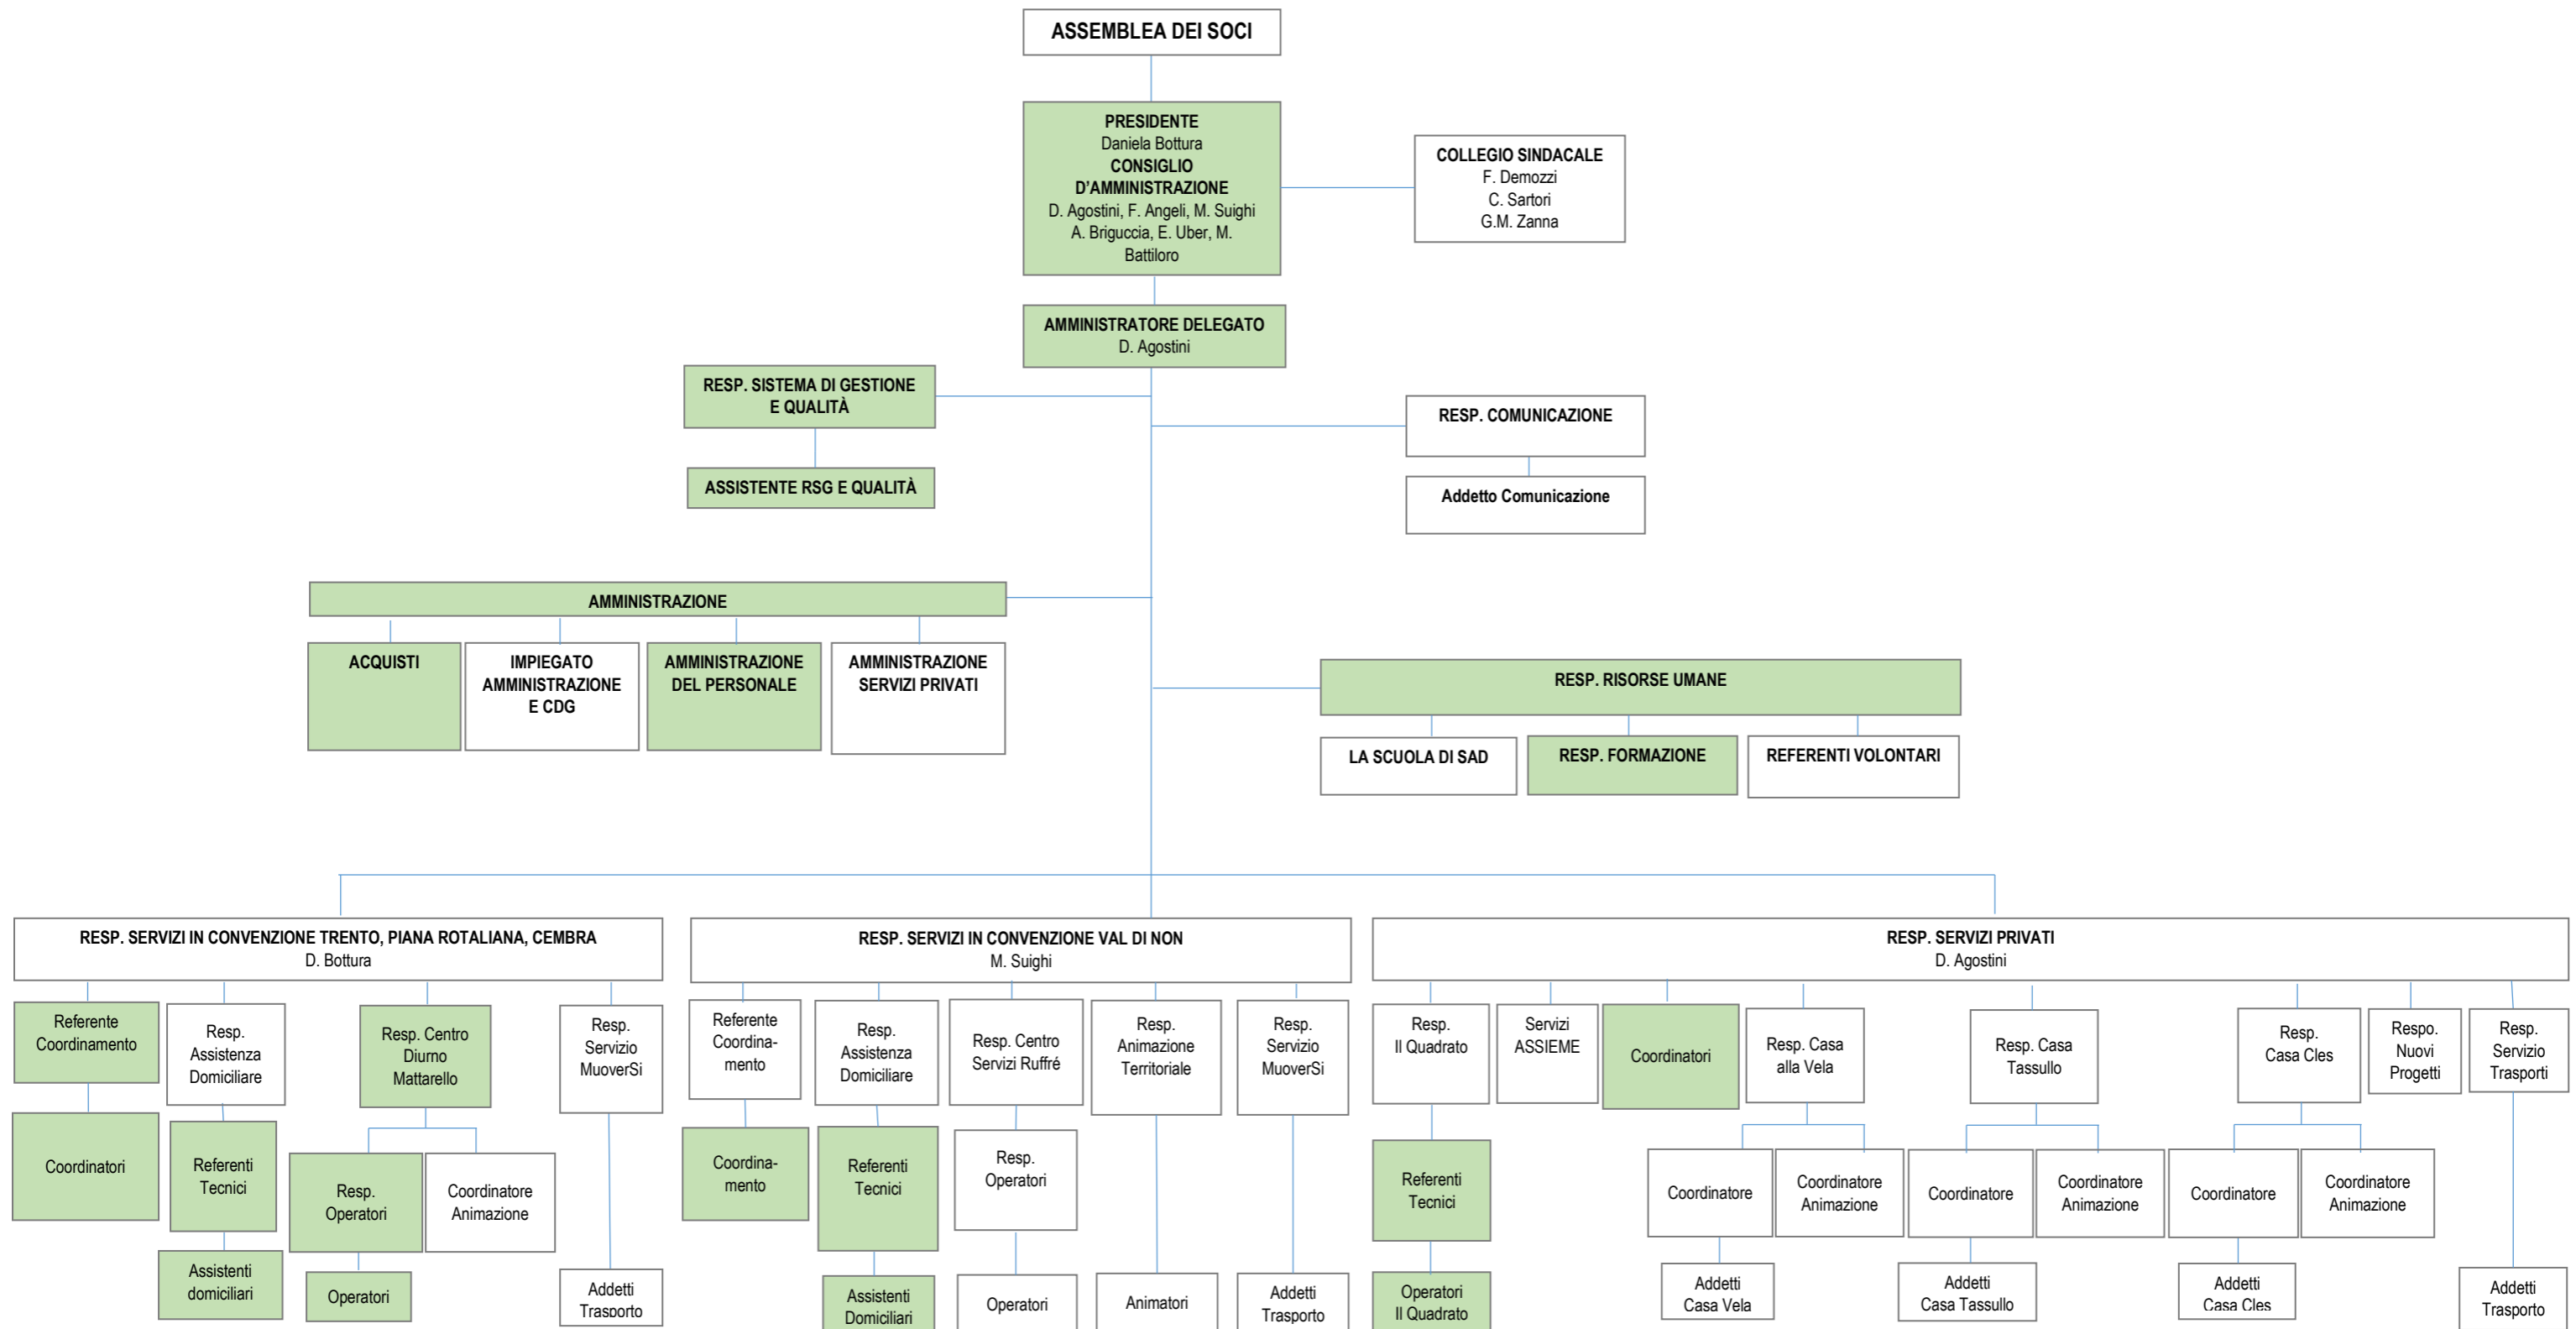 ASSEMBLEA DEI SOCI
PRESIDENTE
Daniela Bottura
CONSIGLIO
D'AMMINISTRAZIONE
D. Agostini, F. Angeli, M. Suighi
A. Briguccia, E. Uber, M.
Battiloro
COLLEGIO SINDACALE
F. Demozzi
C. Sartori
G.M. Zanna
AMMINISTRATORE DELEGATO
D. Agostini
RESP. SISTEMA DI GESTIONE
E QUALITÀ
ASSISTENTE RSG E QUALITÀ
RESP. COMUNICAZIONE
Addetto Comunicazione
AMMINISTRAZIONE
ACQUISTI
IMPIEGATO
AMMINISTRAZIONE
E CDG
AMMINISTRAZIONE
DEL PERSONALE
AMMINISTRAZIONE
SERVIZI PRIVATI
RESP. RISORSE UMANE
LA SCUOLA DI SAD
RESP. FORMAZIONE
REFERENTI VOLONTARI
RESP. SERVIZI IN CONVENZIONE TRENTO, PIANA ROTALIANA, CEMBRA
D. Bottura
Referente
Coordinamento
Coordinatori
Resp.
Assistenza
Domiciliare
Referenti
Tecnici
Assistenti
domiciliari
Resp. Centro
Diurno
Mattarello
Resp.
Operatori
Operatori
Coordinatore
Animazione
Resp.
Servizio
MuoverSi
Addetti
Trasporto
RESP. SERVIZI IN CONVENZIONE VAL DI NON
M. Suighi
Referente
Coordina-
mento
Coordina-
mento
Resp.
Assistenza
Domiciliare
Referenti
Tecnici
Assistenti
Domiciliari
Resp. Centro
Servizi Ruffré
Resp.
Operatori
Operatori
Resp.
Animazione
Territoriale
Animatori
Resp.
Servizio
MuoverSi
Addetti
Trasporto
RESP. SERVIZI PRIVATI
D. Agostini
Resp.
Il Quadrato
Referenti
Tecnici
Operatori
Il Quadrato
Servizi
ASSIEME
Coordinatori
Resp. Casa
alla Vela
Coordinatore
Addetti
Casa Vela
Coordinatore
Animazione
Resp. Casa
Tassullo
Coordinatore
Addetti
Casa Tassullo
Coordinatore
Animazione
Resp.
Casa Cles
Coordinatore
Addetti
Casa Cles
Coordinatore
Animazione
Respo.
Nuovi
Progetti
Resp.
Servizio
Trasporti
Addetti
Trasporto